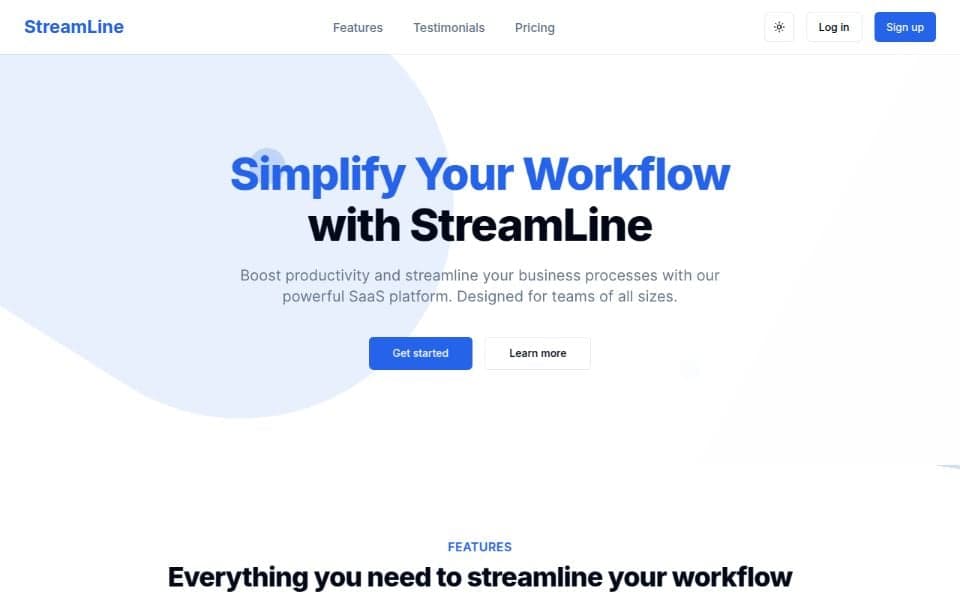 StreamLine
Features
Testimonials
Pricing
Log in
Sign up
Simplify Your Workflow
with StreamLine
Boost productivity and streamline your business processes with our
powerful SaaS platform. Designed for teams of all sizes.
Get started
Learn more
FEATURES
Everything you need to streamline your workflow